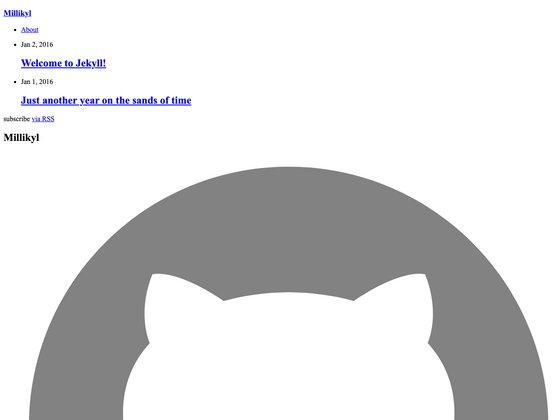 Millikyl
About
Jan 2, 2016
Welcome to Jekyll!
Jan 1, 2016
Just another year on the sands of time
subscribe via RSS
Millikyl